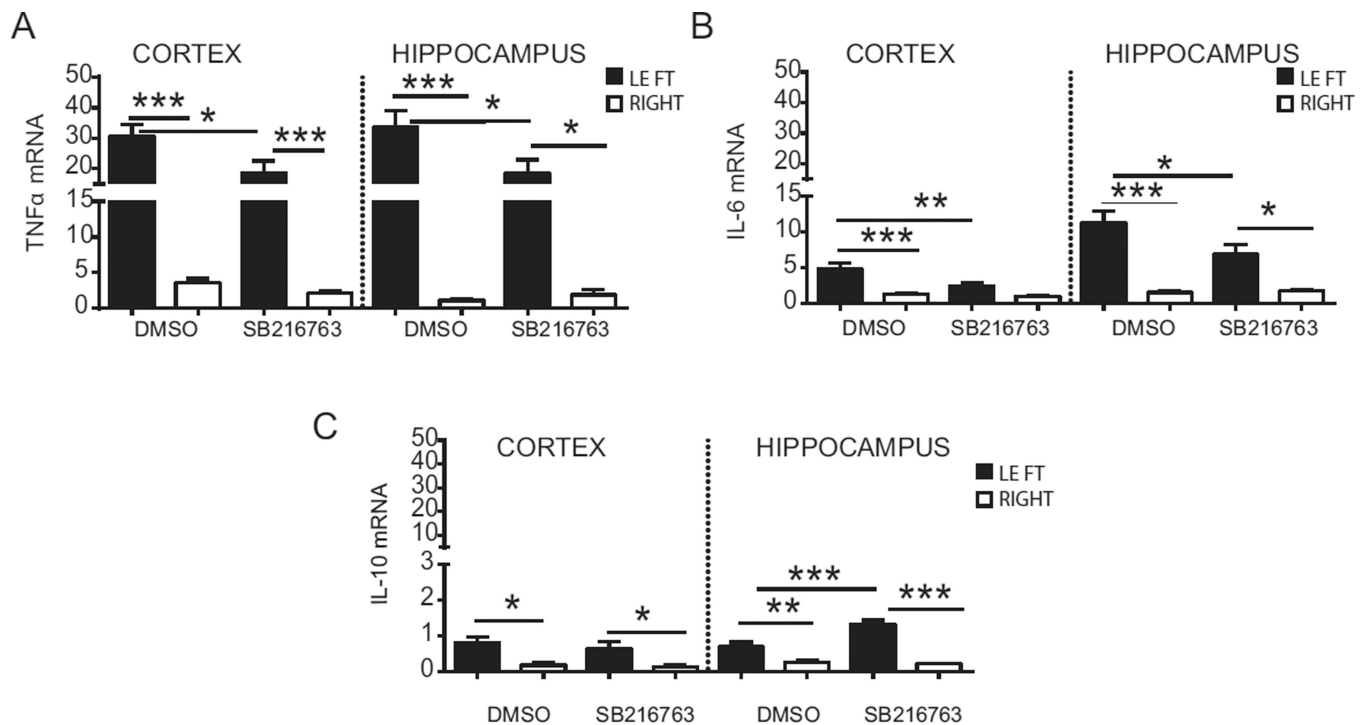 A
CORTEX HIPPOCAMPUS
LE FT
RIGHT
TNFα mRNA
50
40
30
20
15
10
5
0
*** * ***
*** * *
DMSO SB216763 DMSO SB216763
B
CORTEX HIPPOCAMPUS
LE FT
RIGHT
IL-6 mRNA
50
40
30
20
15
10
5
0
** ***
* *** *
DMSO SB216763 DMSO SB216763
C
CORTEX HIPPOCAMPUS
LE FT
RIGHT
IL-10 mRNA
50
40
30
20
10
3
2
1
0
* *
*** ** ***
DMSO SB216763 DMSO SB216763